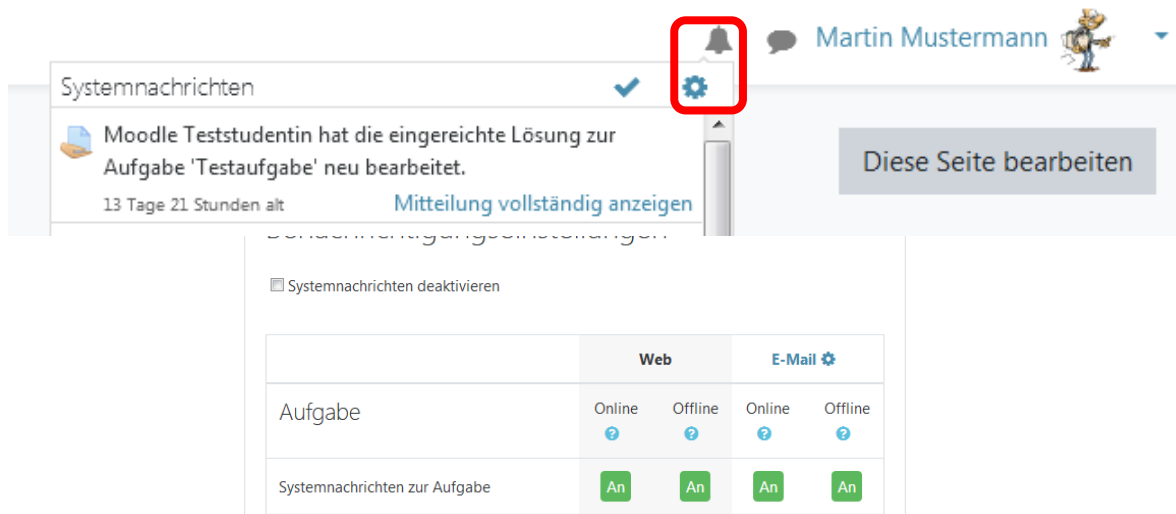 Martin Mustermann
Systemnachrichten
Moodle Teststudentin hat die eingereichte Lösung zur
Aufgabe 'Testaufgabe' neu bearbeitet.
13 Tage 21 Stunden alt Mitteilung vollständig anzeigen
Diese Seite bearbeiten
Benachrichtigungseinstellungen
Systemnachrichten deaktivieren
Web E-Mail
Aufgabe Online Offline Online Offline
? ? ? ?
Systemnachrichten zur Aufgabe An An An An